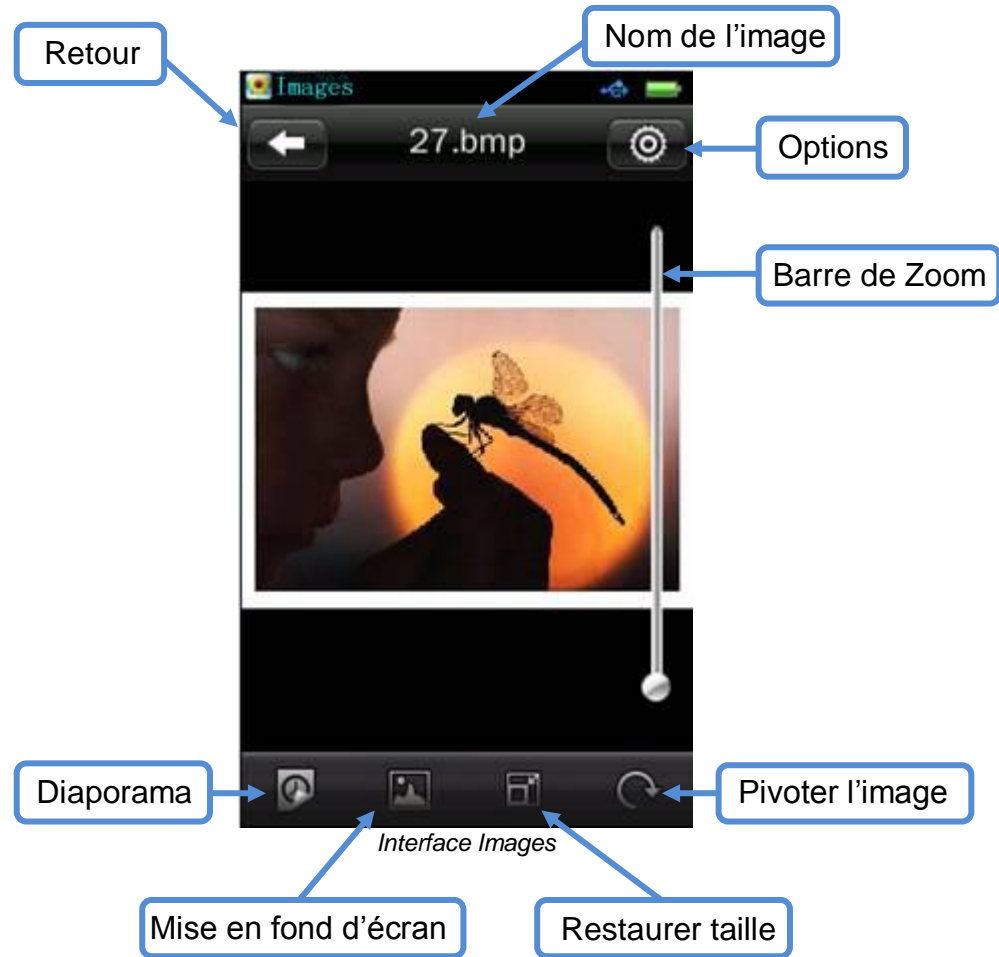 Nom de l’image
Retour
Images
27.bmp
Options
Barre de Zoom
Diaporama
Pivoter l’image
Interface Images
Mise en fond d’écran
Restaurer taille